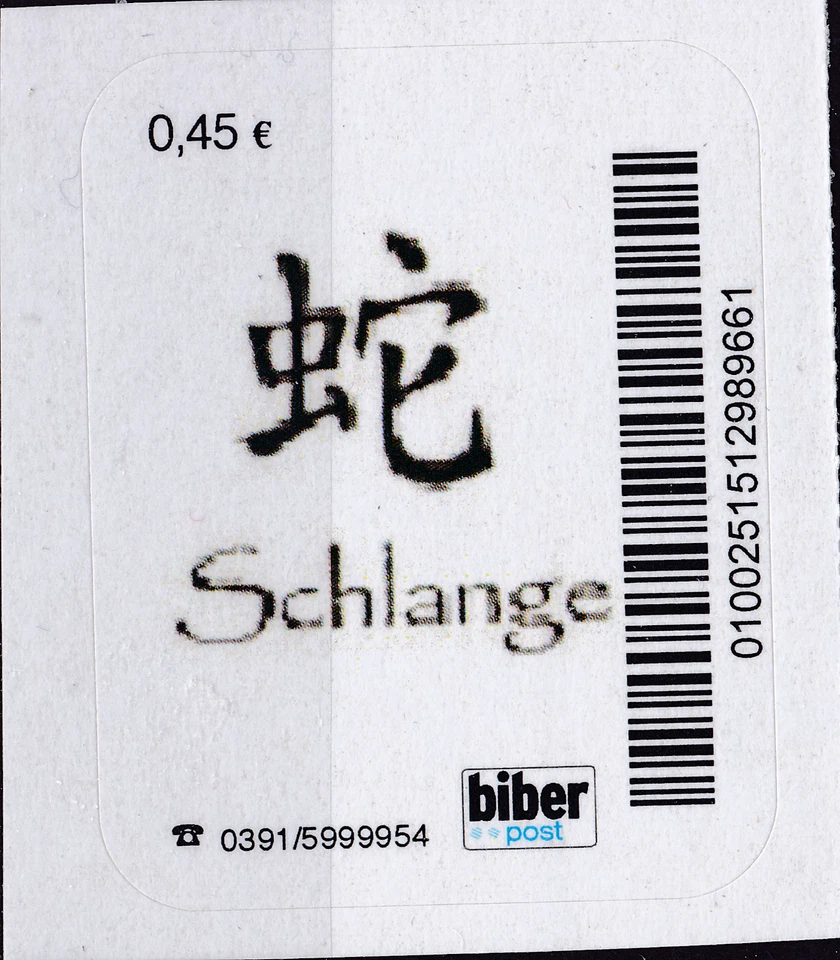 0,45 €
蛇
Schlange
☎ 0391/5999954
biber
post
0100251512989661